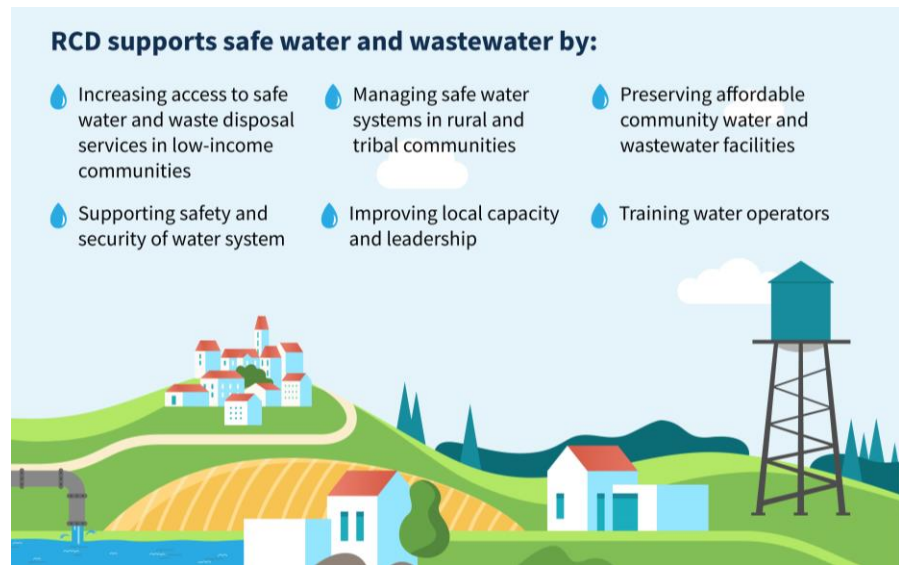 RCD supports safe water and wastewater by:
Increasing access to safe
water and waste disposal
services in low-income
communities
Managing safe water
systems in rural and
tribal communities
Preserving affordable
community water and
wastewater facilities
Supporting safety and
security of water system
Improving local capacity
and leadership
Training water operators